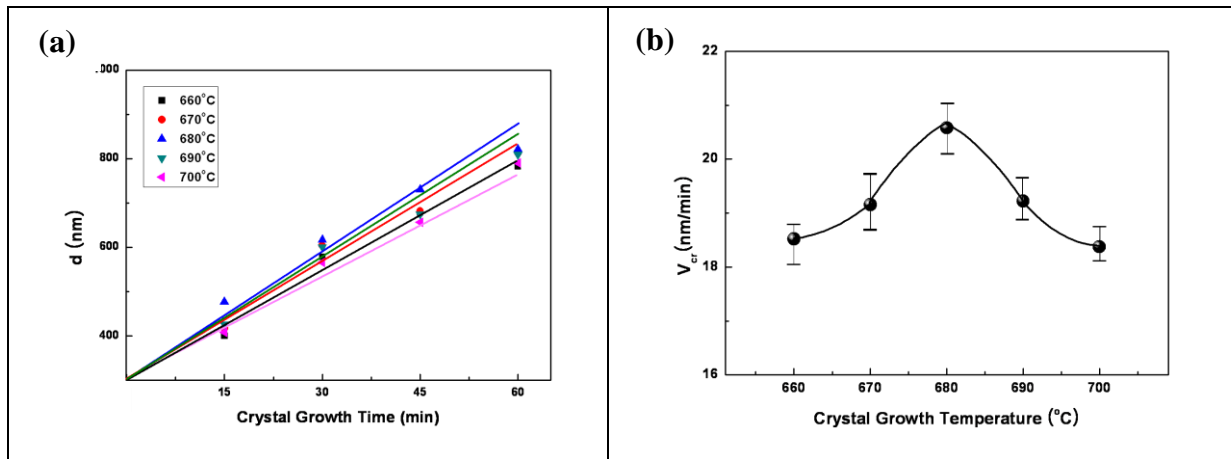 (a)
.000
800
600
400
d (nm)
660°C
670°C
680°C
690°C
700°C
15 30 45 60
Crystal Growth Time (min)
(b)
22
20
18
16
V_cr (nm/min)
660 670 680 690 700
Crystal Growth Temperature (°C)